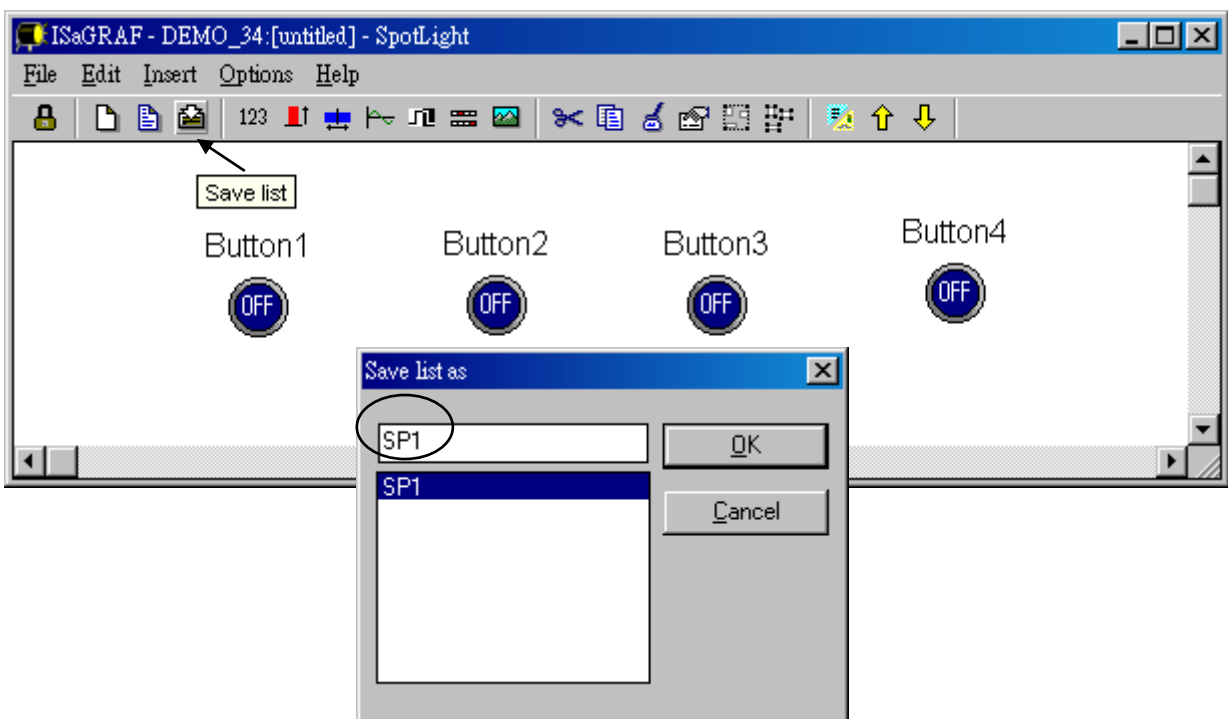 ISaGRAF - DEMO_34:[untitled] - SpotLight
File Edit Insert Options Help
123
Save list
Button1 Button2 Button3 Button4
OFF OFF OFF OFF
Save list as
SP1
OK
SP1
Cancel